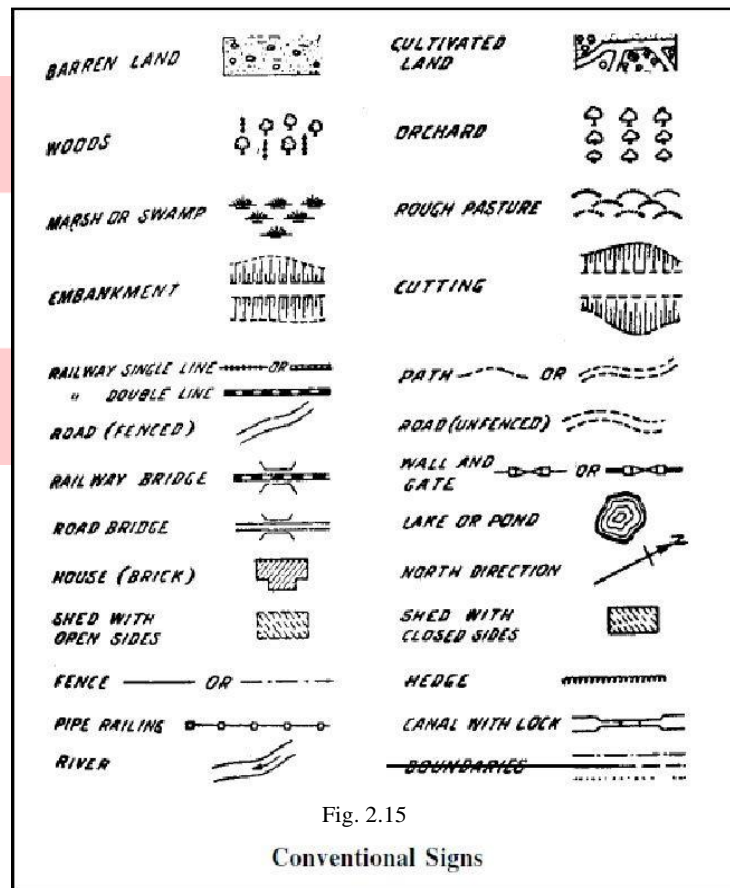 BARREN LAND
CULTIVATED
LAND
WOODS
ORCHARD
MARSH OR SWAMP
ROUGH PASTURE
EMBANKMENT
CUTTING
RAILWAY SINGLE LINE OR
" DOUBLE LINE
PATH OR
ROAD (FENCED)
ROAD (UNFENCED)
RAILWAY BRIDGE
WALL AND
GATE OR
ROAD BRIDGE
LAKE OR POND
HOUSE (BRICK)
NORTH DIRECTION N
SHED WITH
OPEN SIDES
SHED WITH
CLOSED SIDES
FENCE OR
HEDGE
PIPE RAILING
CANAL WITH LOCK
RIVER
BOUNDARIES
Fig. 2.15
Conventional Signs